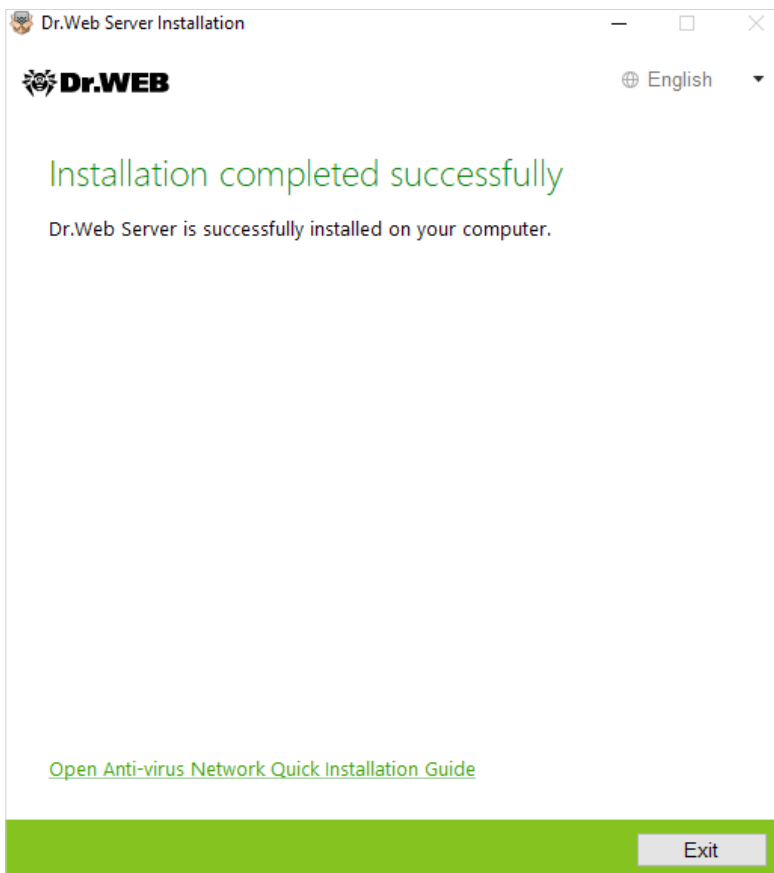 Dr.Web Server Installation
Dr.WEB
English
Installation completed successfully
Dr.Web Server is successfully installed on your computer.
Open Anti-virus Network Quick Installation Guide
Exit